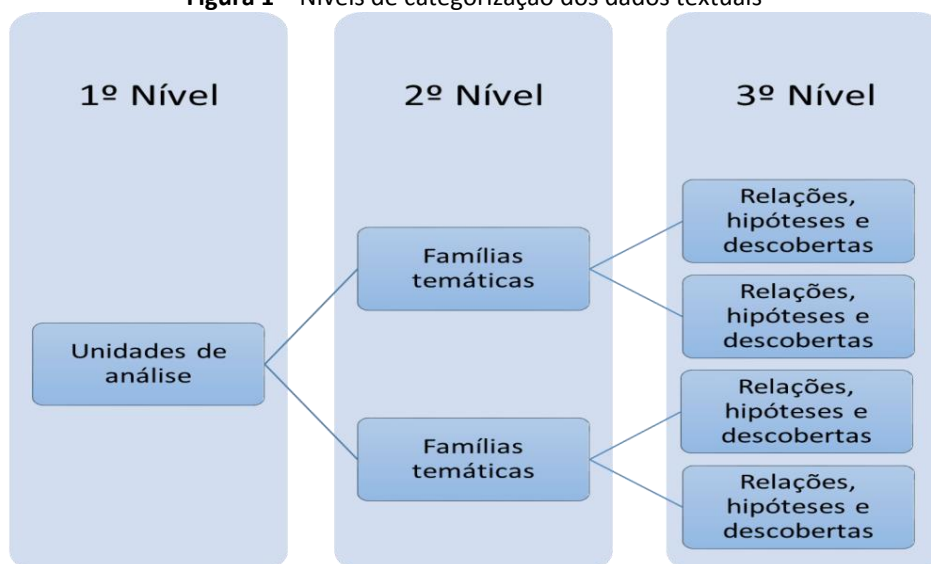 Figura 1 – Níveis de categorização dos dados textuais
1º Nível
2º Nível
3º Nível
Unidades de
análise
Famílias
temáticas
Famílias
temáticas
Relações,
hipóteses e
descobertas
Relações,
hipóteses e
descobertas
Relações,
hipóteses e
descobertas
Relações,
hipóteses e
descobertas